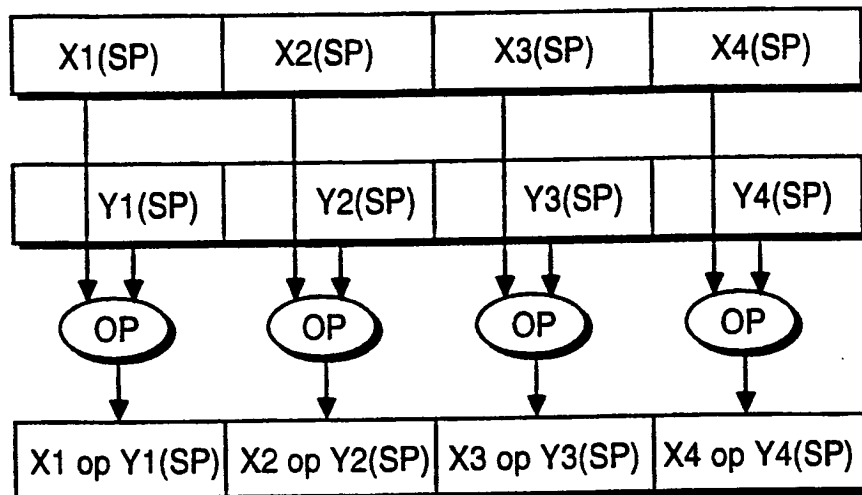 X1(SP) X2(SP) X3(SP) X4(SP)
Y1(SP) Y2(SP) Y3(SP) Y4(SP)
OP OP OP OP
X1 op Y1(SP) X2 op Y2(SP) X3 op Y3(SP) X4 op Y4(SP)